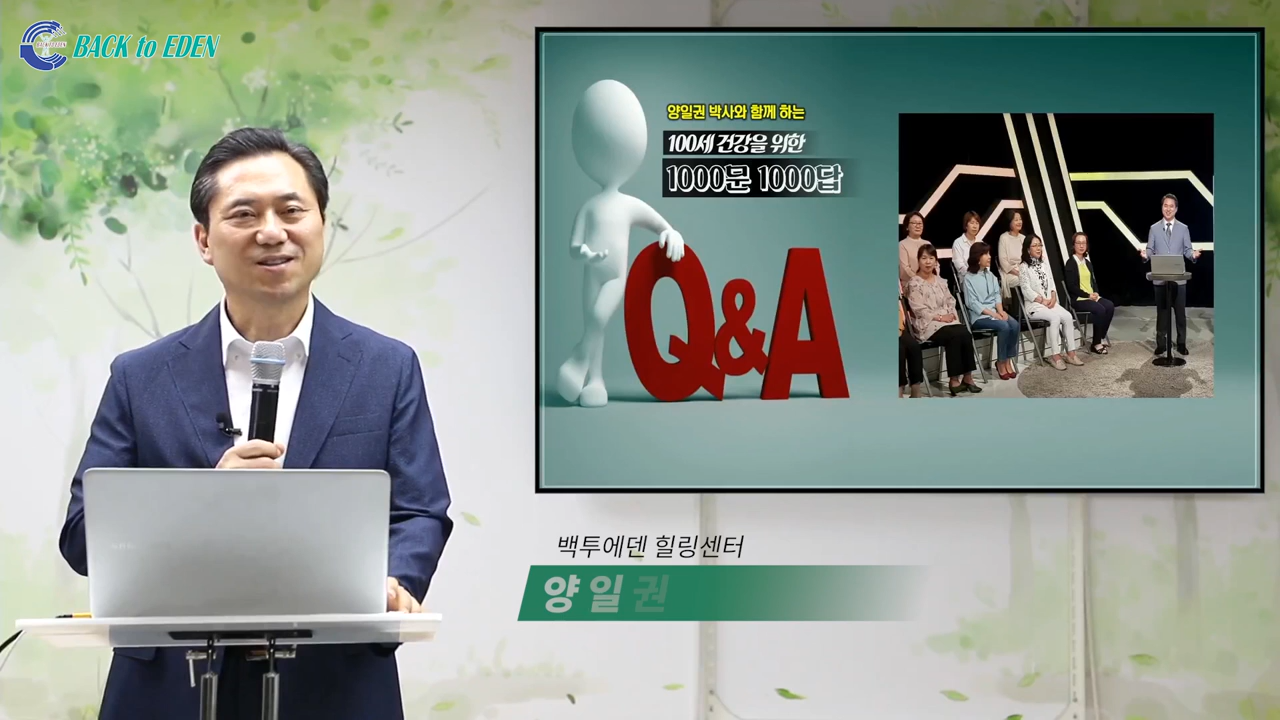 BACK to EDEN
양일권 박사와 함께 하는
100세 건강을 위한
1000문 1000답
Q&A
백투에덴 힐링센터
양일권